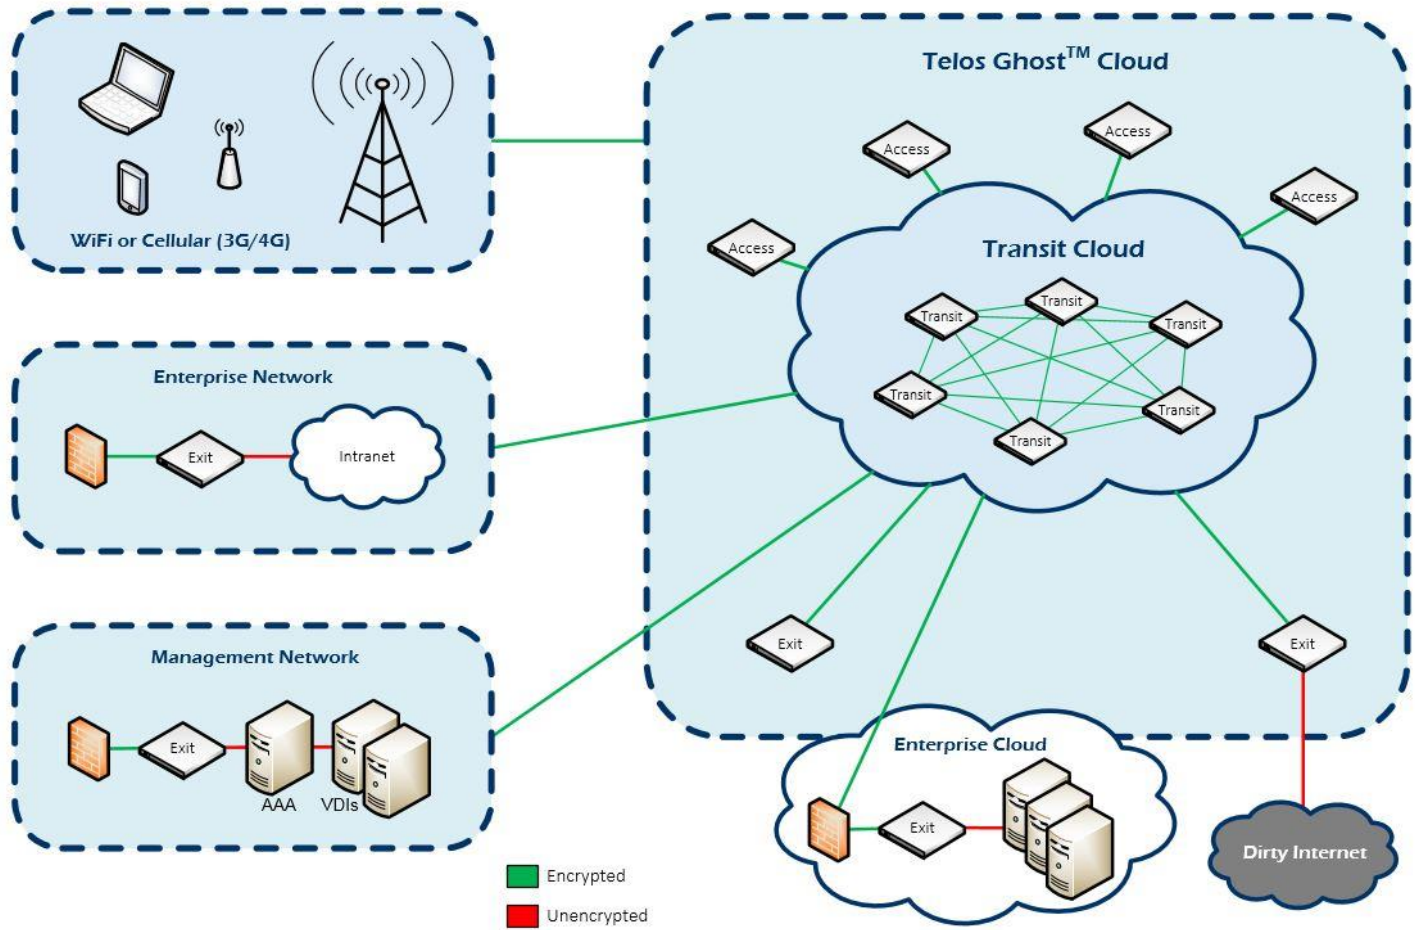 WiFi or Cellular (3G/4G)
Telos Ghost™ Cloud
Access
Access
Access
Access
Transit Cloud
Transit
Transit
Transit
Transit
Transit
Transit
Enterprise Network
Exit
Intranet
Management Network
Exit
AAA
VDIs
Exit
Exit
Enterprise Cloud
Exit
Dirty Internet
Encrypted
Unencrypted